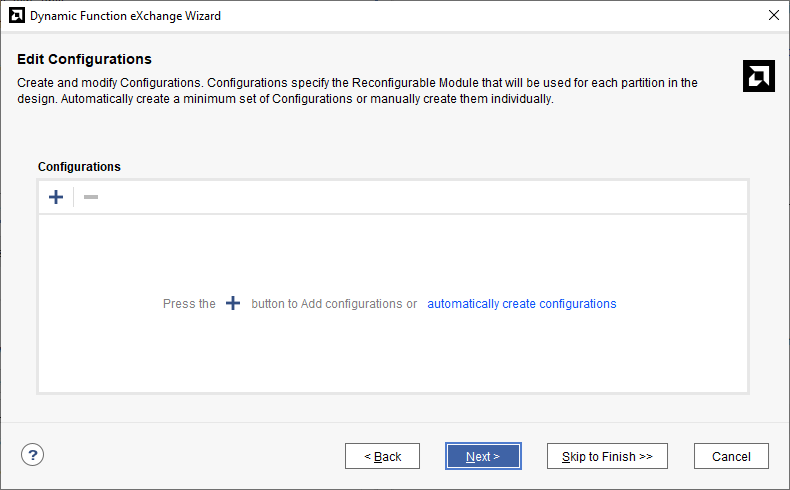 Dynamic Function eXchange Wizard
Edit Configurations
Create and modify Configurations. Configurations specify the Reconfigurable Module that will be used for each partition in the
design. Automatically create a minimum set of Configurations or manually create them individually.
Configurations
Press the + button to Add configurations or automatically create configurations
? < Back Next > Skip to Finish >> Cancel